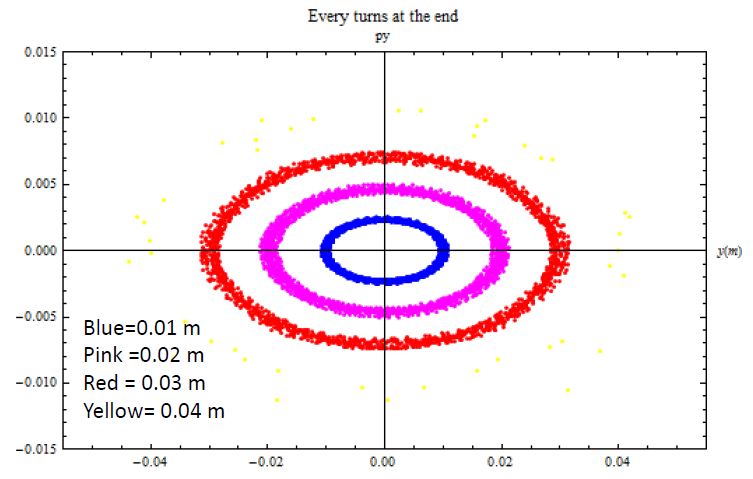 Every turns at the end
py
0.015
0.010
0.005
0.000
y(m)
−0.005
Blue=0.01 m
Pink =0.02 m
−0.010
Red = 0.03 m
Yellow= 0.04 m
−0.015
−0.04 −0.02 0.00 0.02 0.04